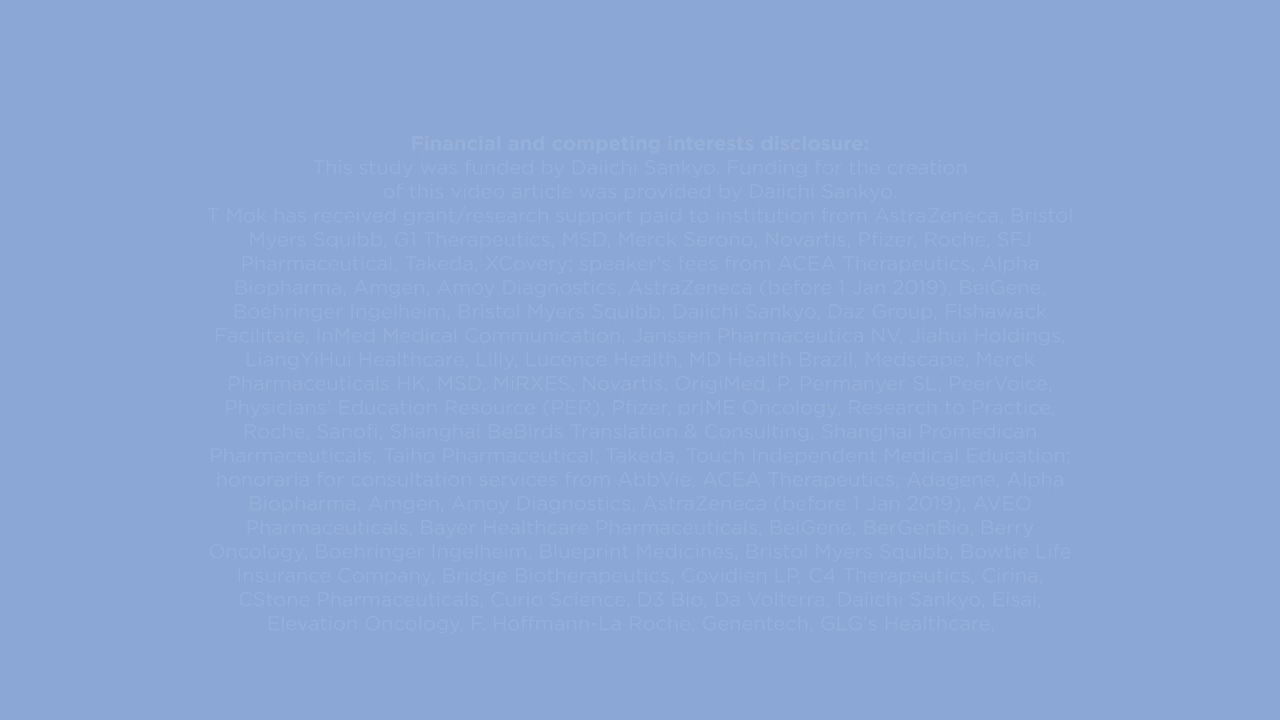 Financial and competing interests disclosure:
This study was funded by Daiichi Sankyo. Funding for the creation
of this video article was provided by Daiichi Sankyo.
T Mok has received grant/research support paid to institution from AstraZeneca, Bristol
Myers Squibb, G1 Therapeutics, MSD, Merck Serono, Novartis, Pfizer, Roche, SFJ
Pharmaceutical, Takeda, XCovery; speaker's fees from ACEA Therapeutics, Alpha
Biopharma, Amgen, Amoy Diagnostics, AstraZeneca (before 1 Jan 2019), BeiGene,
Boehringer Ingelheim, Bristol Myers Squibb, Daiichi Sankyo, Daz Group, Fishawack
Facilitate, InMed Medical Communication, Janssen Pharmaceutica NV, Jiahui Holdings,
LiangYiHui Healthcare, Lilly, Lucence Health, MD Health Brazil, Medscape, Merck
Pharmaceuticals HK, MSD, MiRXES, Novartis, OrigiMed, P. Permanyer SL, PeerVoice,
Physicians' Education Resource (PER), Pfizer, prIME Oncology, Research to Practice,
Roche, Sanofi, Shanghai BeBirds Translation & Consulting, Shanghai Promedican
Pharmaceuticals, Taiho Pharmaceutical, Takeda, Touch Independent Medical Education;
honoraria for consultation services from AbbVie, ACEA Therapeutics, Adagene, Alpha
Biopharma, Amgen, Amoy Diagnostics, AstraZeneca (before 1 Jan 2019), AVEO
Pharmaceuticals, Bayer Healthcare Pharmaceuticals, BeiGene, BerGenBio, Berry
Oncology, Boehringer Ingelheim, Blueprint Medicines, Bristol Myers Squibb, Bowtie Life
Insurance Company, Bridge Biotherapeutics, Covidien LP, C4 Therapeutics, Cirina,
CStone Pharmaceuticals, Curio Science, D3 Bio, Da Volterra, Daiichi Sankyo, Eisai,
Elevation Oncology, F. Hoffmann-La Roche, Genentech, GLG's Healthcare,